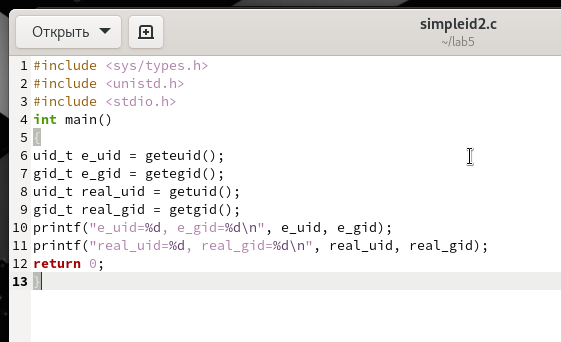 Открыть
simpleid2.c
~/lab5
1 #include <sys/types.h>
2 #include <unistd.h>
3 #include <stdio.h>
4 int main()
5 {
6 uid_t e_uid = geteuid();
7 gid_t e_gid = getegid();
8 uid_t real_uid = getuid();
9 gid_t real_gid = getgid();
10 printf("e_uid=%d, e_gid=%d\n", e_uid, e_gid);
11 printf("real_uid=%d, real_gid=%d\n", real_uid, real_gid);
12 return 0;
13 }